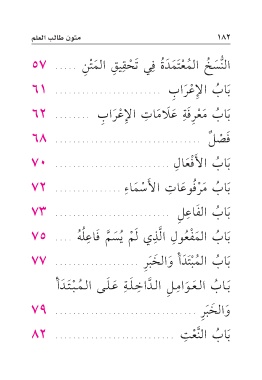 ١٨٢ متون طالب العلم
النُّسَخُ المُعْتَمَدَةُ فِي تَحْقِيقِ المَتْنِ ..... ٥٧
بَابُ الإِعْرَابِ .................... ٦١
بَابُ مَعْرِفَةِ عَلَامَاتِ الإِعْرَابِ ........ ٦٢
فَصْلٌ ........................... ٦٨
بَابُ الأَفْعَالِ ...................... ٧٠
بَابُ مَرْفُوعَاتِ الأَسْمَاءِ ............... ٧٢
بَابُ الفَاعِلِ ...................... ٧٣
بَابُ المَفْعُولِ الَّذِي لَمْ يُسَمَّ فَاعِلُهُ .... ٧٥
بَابُ المُبْتَدَأُ وَالخَبَرِ ................. ٧٧
بَابُ العَوَامِلِ الدَّاخِلَةِ عَلَى المُبْتَدَأُ
وَالخَبَرِ .......................... ٧٩
بَابُ النَّعْتِ ....................... ٨٢